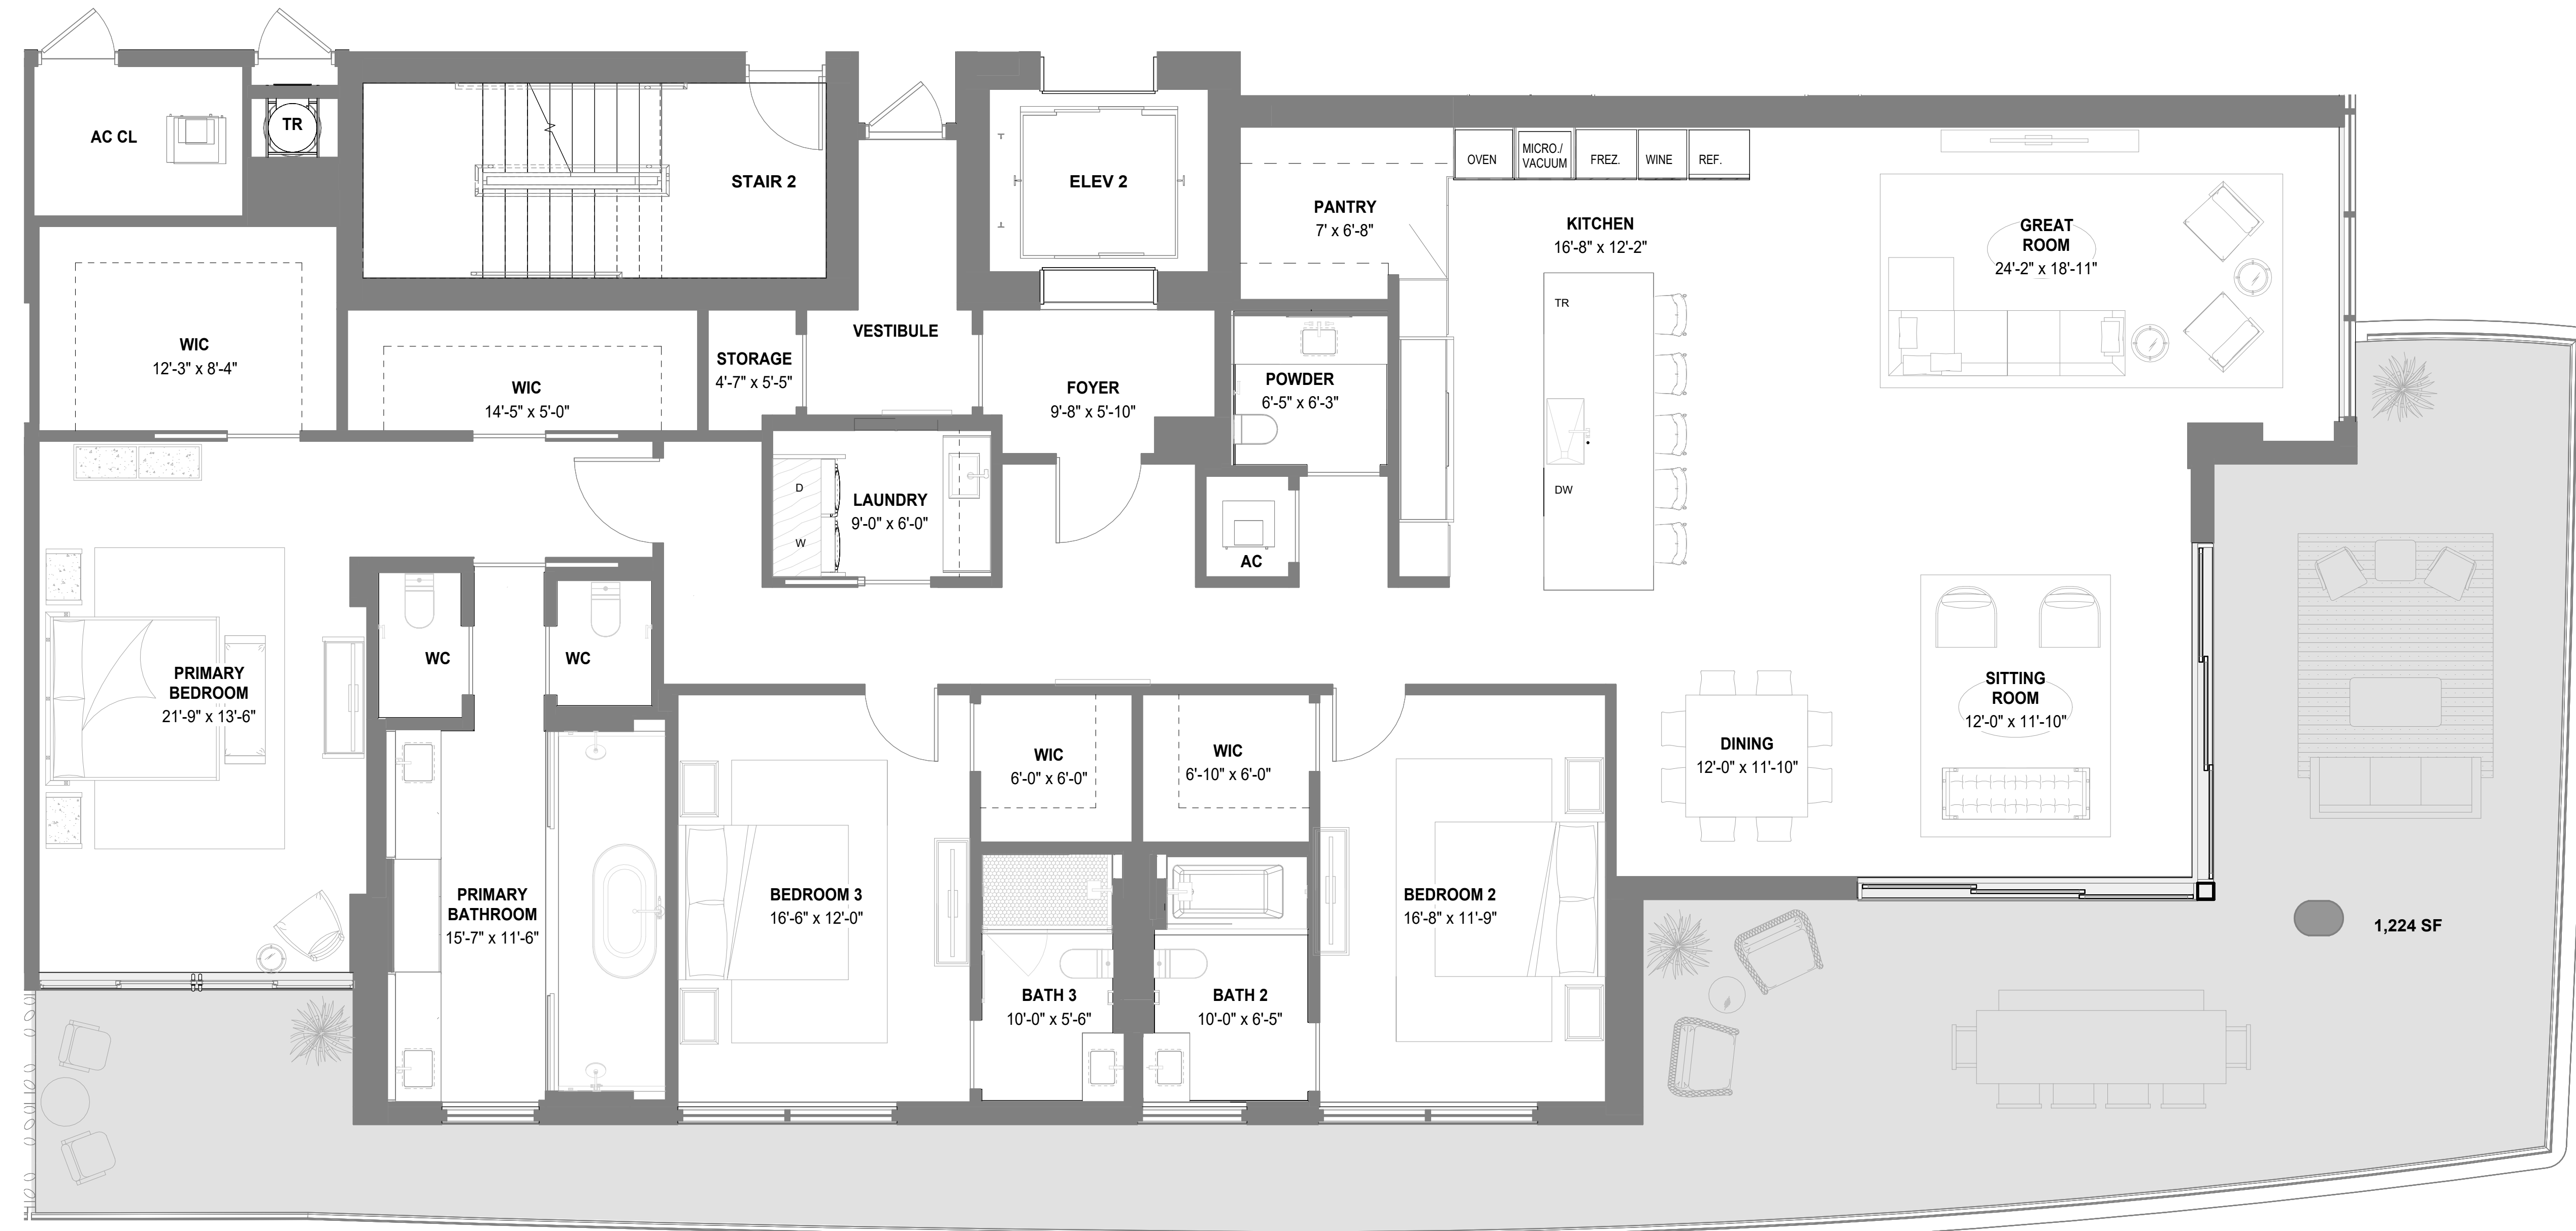 AC CL
TR
STAIR 2
ELEV 2
PANTRY
7' x 6'-8"
OVEN
MICRO./
VACUUM
FREZ.
WINE
REF.
KITCHEN
16'-8" x 12'-2"
GREAT
ROOM
24'-2" x 18'-11"
WIC
12'-3" x 8'-4"
WIC
14'-5" x 5'-0"
STORAGE
4'-7" x 5'-5"
VESTIBULE
FOYER
9'-8" x 5'-10"
POWDER
6'-5" x 6'-3"
TR
DW
D
W
LAUNDRY
9'-0" x 6'-0"
AC
PRIMARY
BEDROOM
21'-9" x 13'-6"
WC
WC
PRIMARY
BATHROOM
15'-7" x 11'-6"
BEDROOM 3
16'-6" x 12'-0"
WIC
6'-0" x 6'-0"
WIC
6'-10" x 6'-0"
BATH 3
10'-0" x 5'-6"
BATH 2
10'-0" x 6'-5"
BEDROOM 2
16'-8" x 11'-9"
DINING
12'-0" x 11'-10"
SITTING
ROOM
12'-0" x 11'-10"
1,224 SF